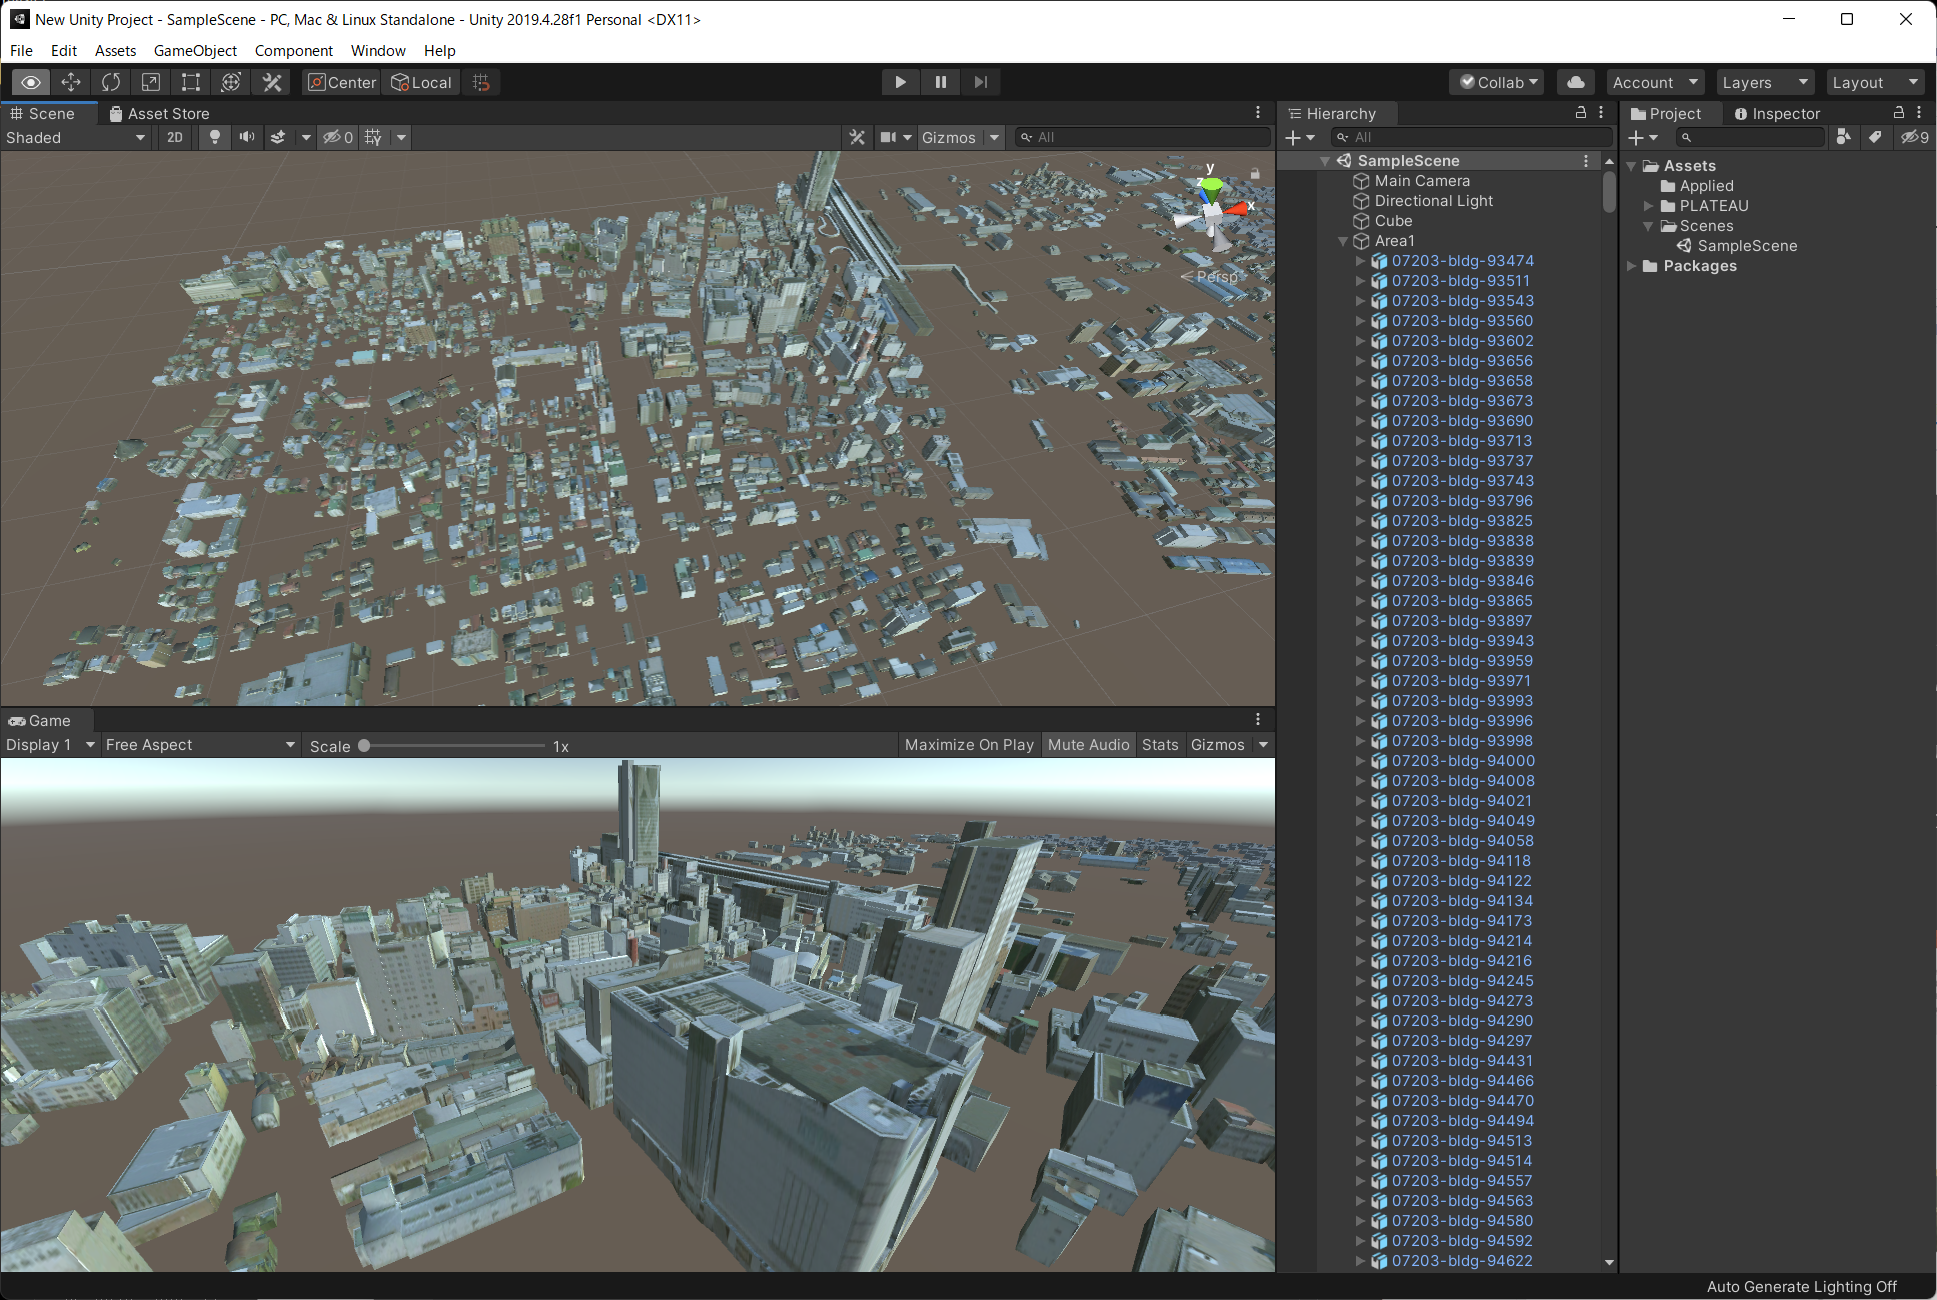 New Unity Project - SampleScene - PC, Mac & Linux Standalone - Unity 2019.4.28f1 Personal <DX11>
File Edit Assets GameObject Component Window Help
Center Local Collab Account Layers Layout
Scene Asset Store
Shaded 2D 0 Gizmos All
y
z
x
Persp
Game
Display 1 Free Aspect Scale 1x Maximize On Play Mute Audio Stats Gizmos
Hierarchy
All
SampleScene
Main Camera
Directional Light
Cube
Area1
07203-bldg-93474
07203-bldg-93511
07203-bldg-93543
07203-bldg-93560
07203-bldg-93602
07203-bldg-93656
07203-bldg-93658
07203-bldg-93673
07203-bldg-93690
07203-bldg-93713
07203-bldg-93737
07203-bldg-93743
07203-bldg-93796
07203-bldg-93825
07203-bldg-93838
07203-bldg-93839
07203-bldg-93846
07203-bldg-93865
07203-bldg-93897
07203-bldg-93943
07203-bldg-93959
07203-bldg-93971
07203-bldg-93993
07203-bldg-93996
07203-bldg-93998
07203-bldg-94000
07203-bldg-94008
07203-bldg-94021
07203-bldg-94049
07203-bldg-94058
07203-bldg-94118
07203-bldg-94122
07203-bldg-94134
07203-bldg-94173
07203-bldg-94214
07203-bldg-94216
07203-bldg-94245
07203-bldg-94273
07203-bldg-94290
07203-bldg-94297
07203-bldg-94431
07203-bldg-94466
07203-bldg-94470
07203-bldg-94494
07203-bldg-94513
07203-bldg-94514
07203-bldg-94557
07203-bldg-94563
07203-bldg-94580
07203-bldg-94592
07203-bldg-94622
Project Inspector
9
Assets
Applied
PLATEAU
Scenes
SampleScene
Packages
Auto Generate Lighting Off